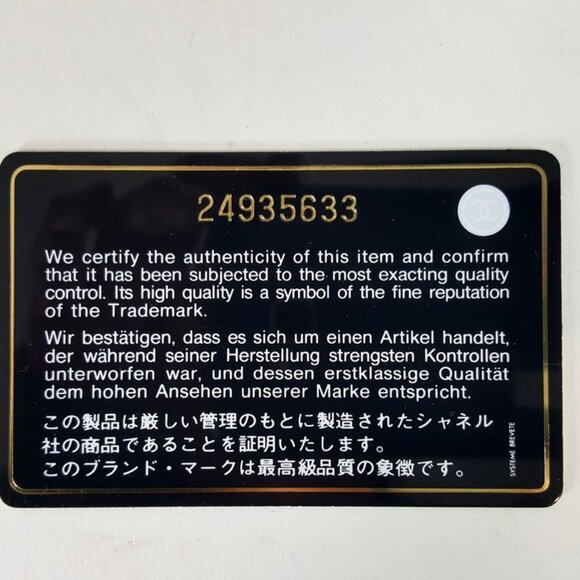 24935633
We certify the authenticity of this item and confirm
that it has been subjected to the most exacting quality
control. Its high quality is a symbol of the fine reputation
of the Trademark.
Wir bestätigen, dass es sich um einen Artikel handelt,
der während seiner Herstellung strengsten Kontrollen
unterworfen war, und dessen erstklassige Qualität
dem hohen Ansehen unserer Marke entspricht.
この製品は厳しい管理のもとに製造されたシャネル
社の商品であることを証明いたします。
このブランド・マークは最高級品質の象徴です。
SYSTEME BREVETE